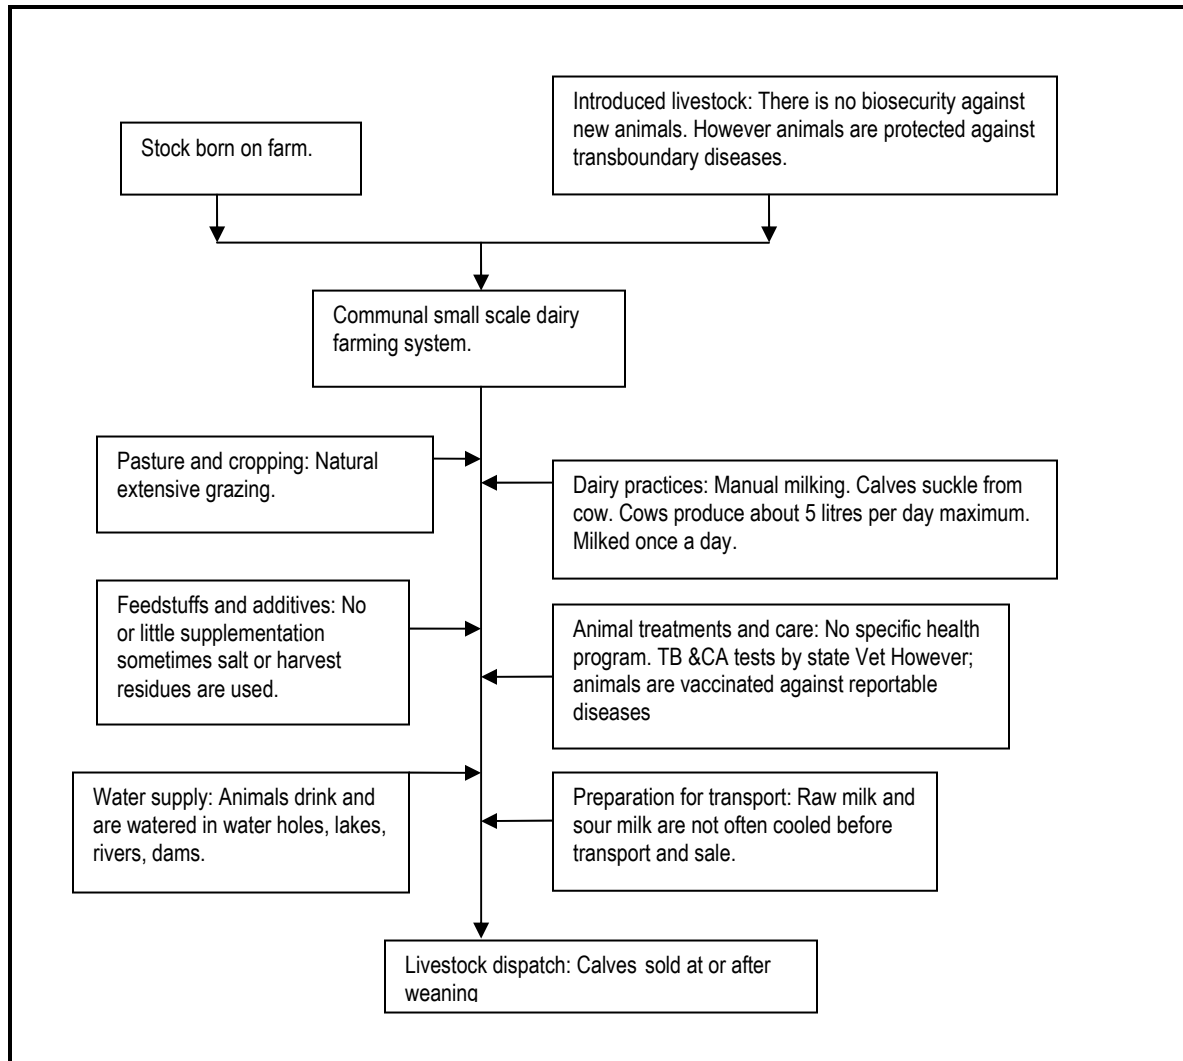 Stock born on farm.
Introduced livestock: There is no biosecurity against
new animals. However animals are protected against
transboundary diseases.
Communal small scale dairy
farming system.
Pasture and cropping: Natural
extensive grazing.
Dairy practices: Manual milking. Calves suckle from
cow. Cows produce about 5 litres per day maximum.
Milked once a day.
Feedstuffs and additives: No
or little supplementation
sometimes salt or harvest
residues are used.
Animal treatments and care: No specific health
program. TB &CA tests by state Vet However;
animals are vaccinated against reportable
diseases
Water supply: Animals drink and
are watered in water holes, lakes,
rivers, dams.
Preparation for transport: Raw milk and
sour milk are not often cooled before
transport and sale.
Livestock dispatch: Calves sold at or after
weaning